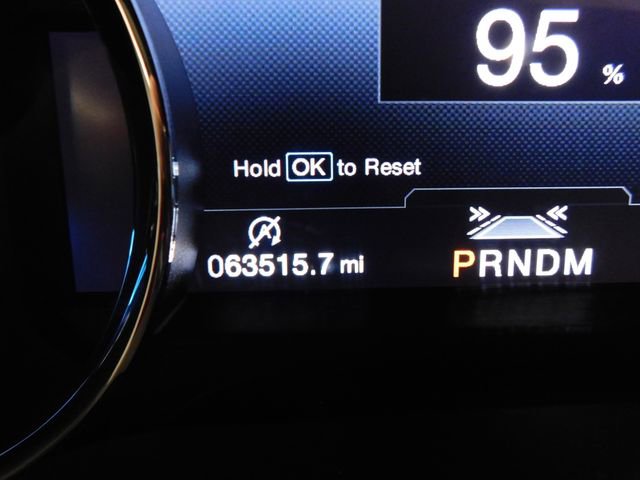 95 %
Hold OK to Reset
063515.7 mi
PRNDM